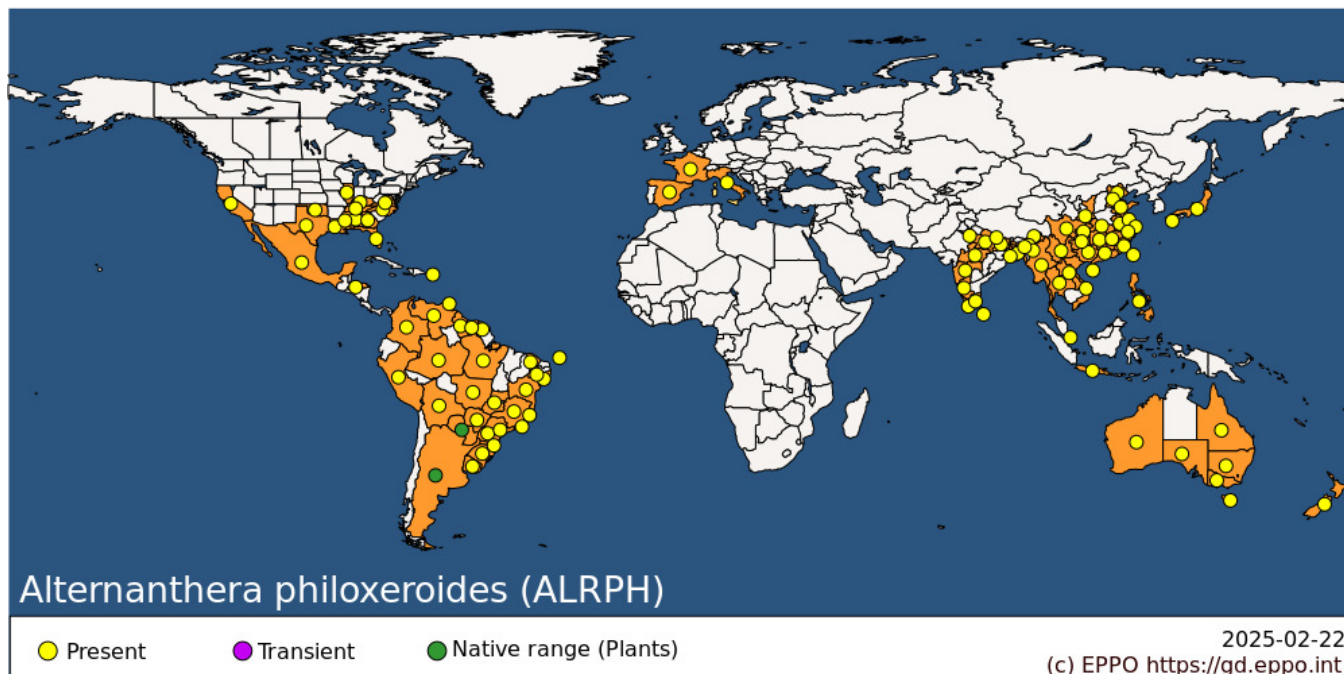 Alternanthera philoxeroides (ALRPH)
Present
Transient
Native range (Plants)
2025-02-22
(c) EPPO https://gd.eppo.int